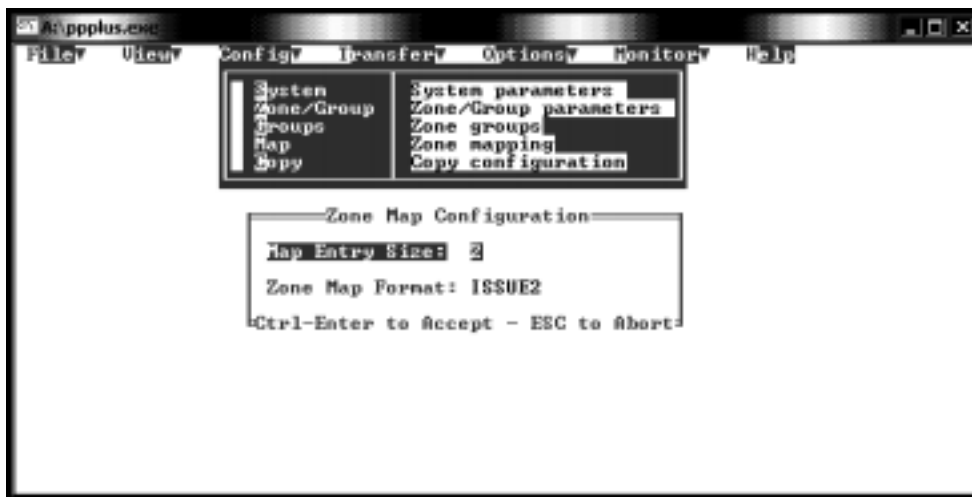 A:\ppplus.exe
File View Config Transfer Options Monitor Help
System System parameters
Zone/Group Zone/Group parameters
Groups Zone groups
Map Zone mapping
Copy Copy configuration
Zone Map Configuration
Map Entry Size: 2
Zone Map Format: ISSUE2
Ctrl-Enter to Accept - ESC to Abort